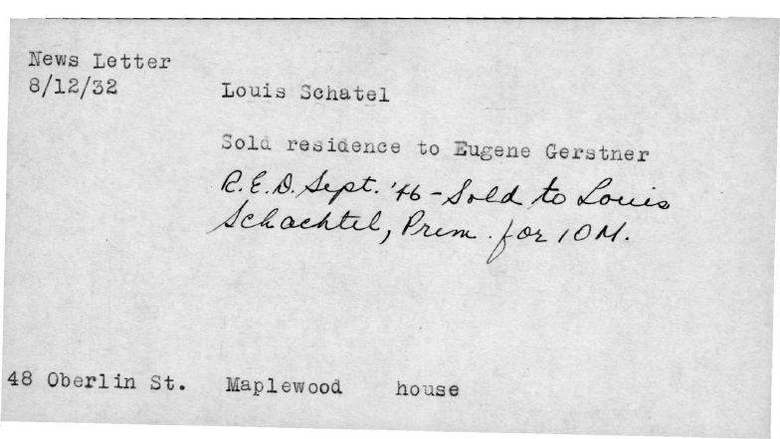 News Letter
8/12/32
Louis Schatel
Sold residence to Eugene Gerstner
R.E.D. Sept. '46 - Sold to Louis
Schachtel, Prem. for 10 M.
48 Oberlin St. Maplewood house